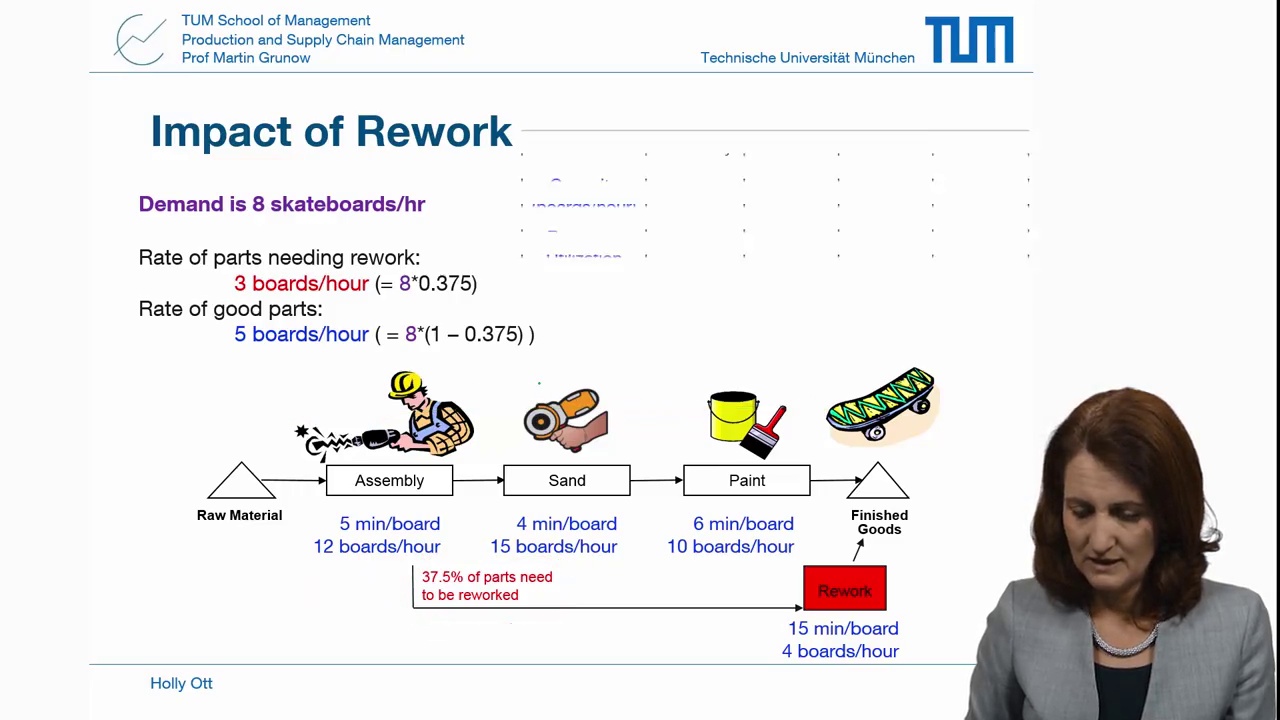 TUM School of Management
Production and Supply Chain Management
Prof Martin Grunow
Technische Universität München
TUM
Impact of Rework
Demand is 8 skateboards/hr
Rate of parts needing rework:
3 boards/hour (= 8*0.375)
Rate of good parts:
5 boards/hour ( = 8*(1 – 0.375) )
Assembly
Sand
Paint
Raw Material
Finished
Goods
5 min/board
12 boards/hour
4 min/board
15 boards/hour
6 min/board
10 boards/hour
37.5% of parts need
to be reworked
Rework
15 min/board
4 boards/hour
Holly Ott